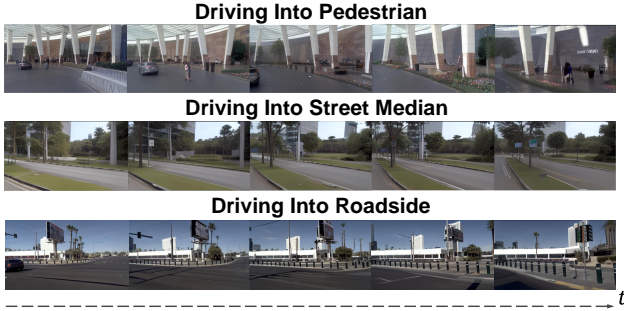 Driving Into Pedestrian
Driving Into Street Median
Driving Into Roadside
t